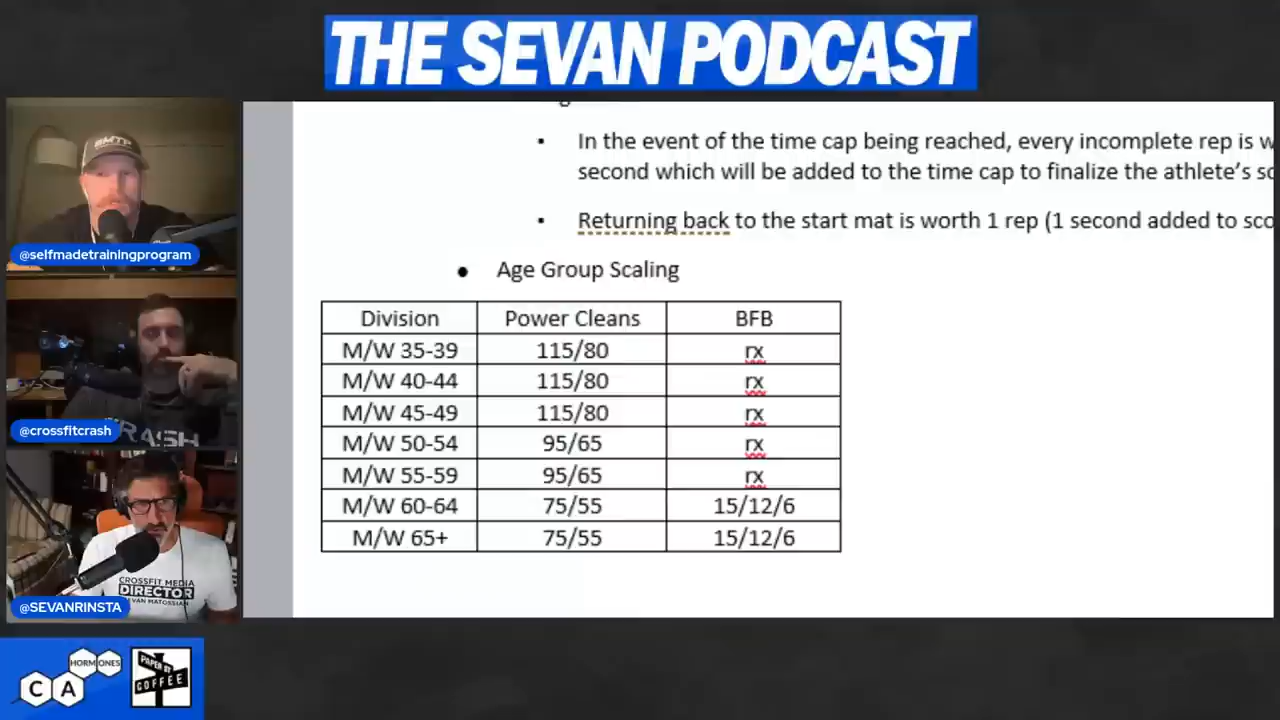 THE SEVAN PODCAST
In the event of the time cap being reached, every incomplete rep is w
second which will be added to the time cap to finalize the athlete's sc
Returning back to the start mat is worth 1 rep (1 second added to sco
Age Group Scaling
Division Power Cleans BFB
M/W 35-39 115/80 rx
M/W 40-44 115/80 rx
M/W 45-49 115/80 rx
M/W 50-54 95/65 rx
M/W 55-59 95/65 rx
M/W 60-64 75/55 15/12/6
M/W 65+ 75/55 15/12/6
SMTP
@selfmadetrainingprogram
CRASH
@crossfitcrash
CROSSFIT MEDIA
DIRECTOR
VAN MATOSSIAN
@SEVANRINSTA
HORMONES
CA
PAPER ST
COFFEE